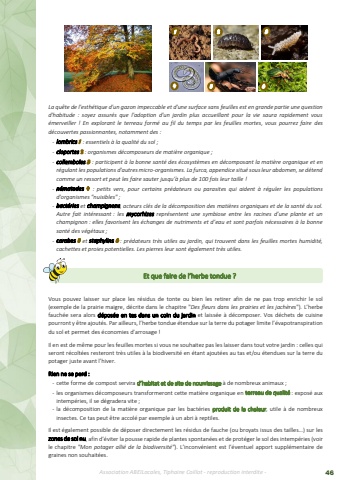 1
2
3
4
5
6
La quête de l'esthétique d'un gazon impeccable et d'une surface sans feuilles est en grande partie une question
d'habitude : soyez assurés que l'adoption d'un jardin plus accueillant pour la vie saura rapidement vous
émerveiller ! En explorant le terreau formé au fil du temps par les feuilles mortes, vous pourrez faire des
découvertes passionnantes, notamment des :
- lombrics 1 : essentiels à la qualité du sol ;
- cloportes 2 : organismes décomposeurs de matière organique ;
- collemboles 3 : participent à la bonne santé des écosystèmes en décomposant la matière organique et en
régulant les populations d'autres micro-organismes. La furca, appendice situé sous leur abdomen, se détend
comme un ressort et peut les faire sauter jusqu'à plus de 100 fois leur taille !
- nématodes 4 : petits vers, pour certains prédateurs ou parasites qui aident à réguler les populations
d'organismes "nuisibles" ;
- bactéries et champignons, acteurs clés de la décomposition des matières organiques et de la santé du sol.
Autre fait intéressant : les mycorhizes représentent une symbiose entre les racines d'une plante et un
champignon : elles favorisent les échanges de nutriments et d'eau et sont parfois nécessaires à la bonne
santé des végétaux ;
- carabes 5 et staphylins 6 : prédateurs très utiles au jardin, qui trouvent dans les feuilles mortes humidité,
cachettes et proies potentielles. Les pierres leur sont également très utiles.
Et que faire de l'herbe tondue ?
Vous pouvez laisser sur place les résidus de tonte ou bien les retirer afin de ne pas trop enrichir le sol
(exemple de la prairie maigre, décrite dans le chapitre "Des fleurs dans les prairies et les jachères"). L'herbe
fauchée sera alors déposée en tas dans un coin du jardin et laissée à décomposer. Vos déchets de cuisine
pourront y être ajoutés. Par ailleurs, l'herbe tondue étendue sur la terre du potager limite l'évapotranspiration
du sol et permet des économies d'arrosage !
Il en est de même pour les feuilles mortes si vous ne souhaitez pas les laisser dans tout votre jardin : celles qui
seront récoltées resteront très utiles à la biodiversité en étant ajoutées au tas et/ou étendues sur la terre du
potager juste avant l'hiver.
Rien ne se perd :
- cette forme de compost servira d'habitat et de site de nourrissage à de nombreux animaux ;
- les organismes décomposeurs transformeront cette matière organique en terreau de qualité : exposé aux
intempéries, il se dégradera vite ;
- la décomposition de la matière organique par les bactéries produit de la chaleur, utile à de nombreux
insectes. Ce tas peut être accolé par exemple à un abri à reptiles.
Il est également possible de déposer directement les résidus de fauche (ou broyats issus des tailles...) sur les
zones de sol nu, afin d'éviter la pousse rapide de plantes spontanées et de protéger le sol des intempéries (voir
le chapitre "Mon potager allié de la biodiversité"). L'inconvénient est l'éventuel apport supplémentaire de
graines non souhaitées.
46